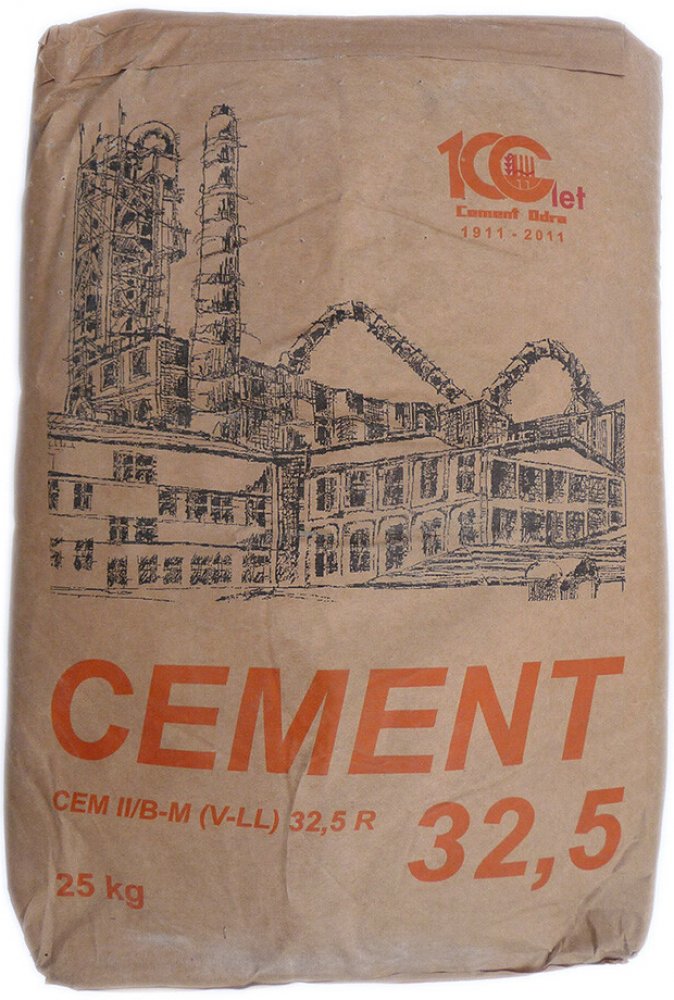 100 let
Cement Odra
1911 - 2011
CEMENT
CEM II/B-M (V-LL) 32,5 R
32,5
25 kg